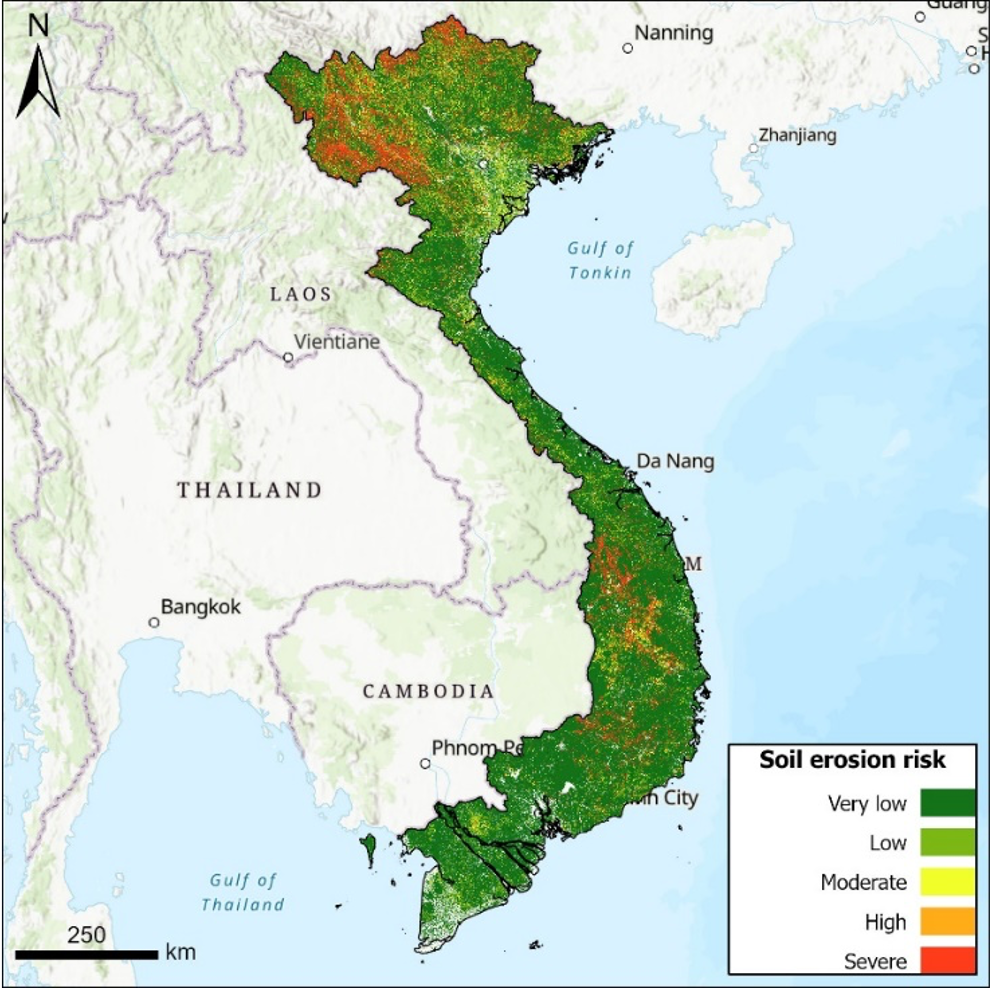 N
Guang
Nanning
S
H
Zhanjiang
Gulf of
Tonkin
LAOS
Vientiane
Da Nang
THAILAND
M
Bangkok
CAMBODIA
Phnom Pe
nh City
Gulf of
Thailand
250
km
Soil erosion risk
Very low
Low
Moderate
High
Severe